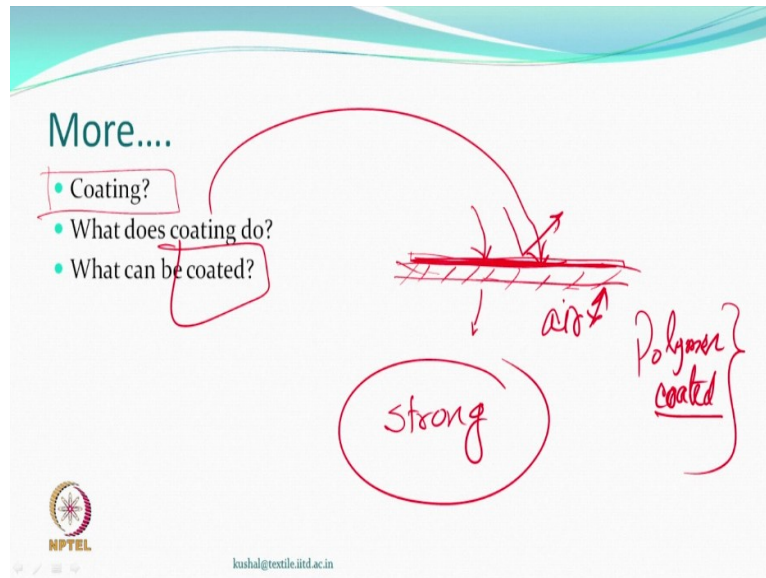 More....
• Coating?
• What does coating do?
• What can be coated?
air
Polymer
coated
strong
NPTEL
kushal@textile.iitd.ac.in